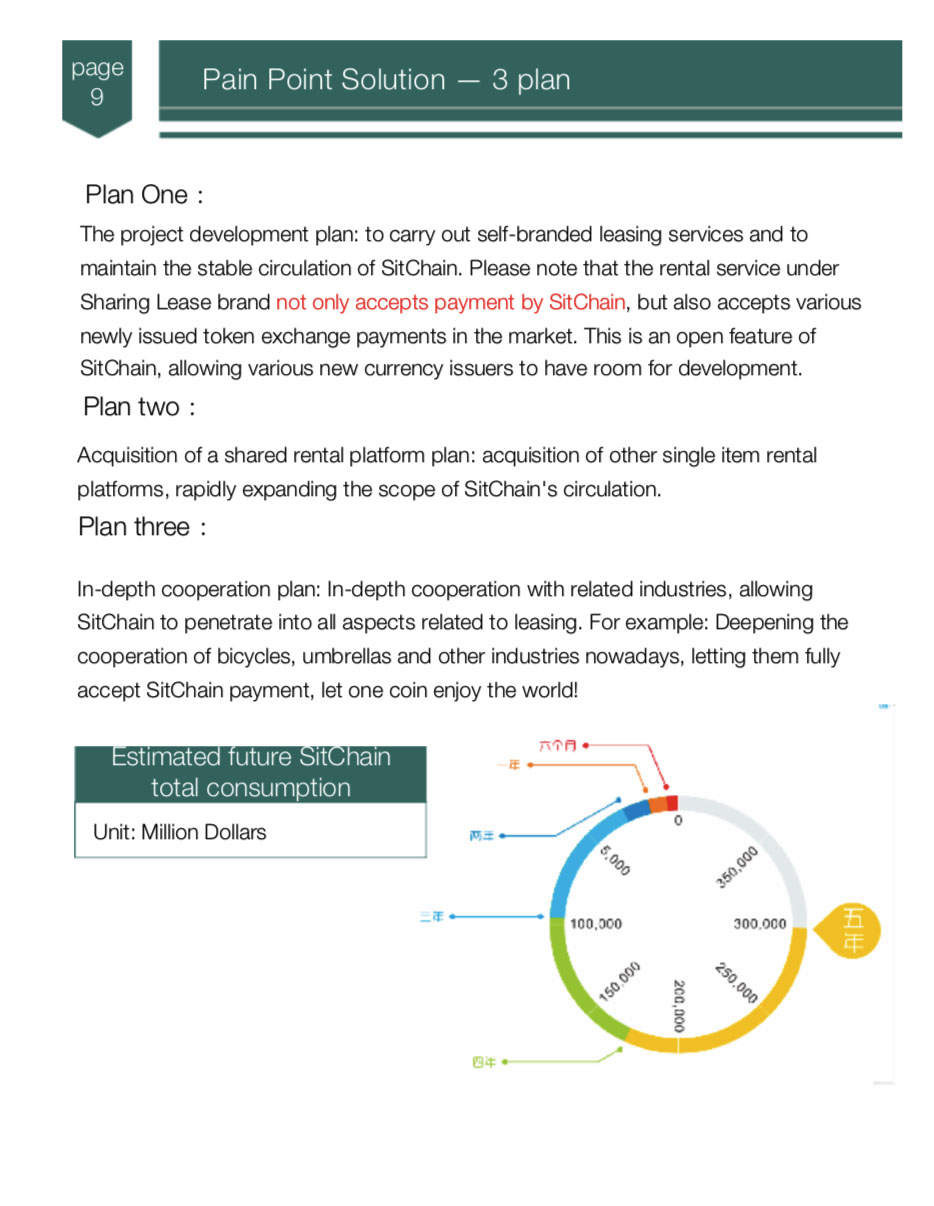 page
9
Pain Point Solution — 3 plan
Plan One：
The project development plan: to carry out self-branded leasing services and to
maintain the stable circulation of SitChain. Please note that the rental service under
Sharing Lease brand not only accepts payment by SitChain, but also accepts various
newly issued token exchange payments in the market. This is an open feature of
SitChain, allowing various new currency issuers to have room for development.
Plan two：
Acquisition of a shared rental platform plan: acquisition of other single item rental
platforms, rapidly expanding the scope of SitChain's circulation.
Plan three：
In-depth cooperation plan: In-depth cooperation with related industries, allowing
SitChain to penetrate into all aspects related to leasing. For example: Deepening the
cooperation of bicycles, umbrellas and other industries nowadays, letting them fully
accept SitChain payment, let one coin enjoy the world!
Estimated future SitChain
total consumption
Unit: Million Dollars
六个月
一年
两年
三年
四年
五
年
0
5,000
100,000
150,000
200,000
250,000
300,000
350,000